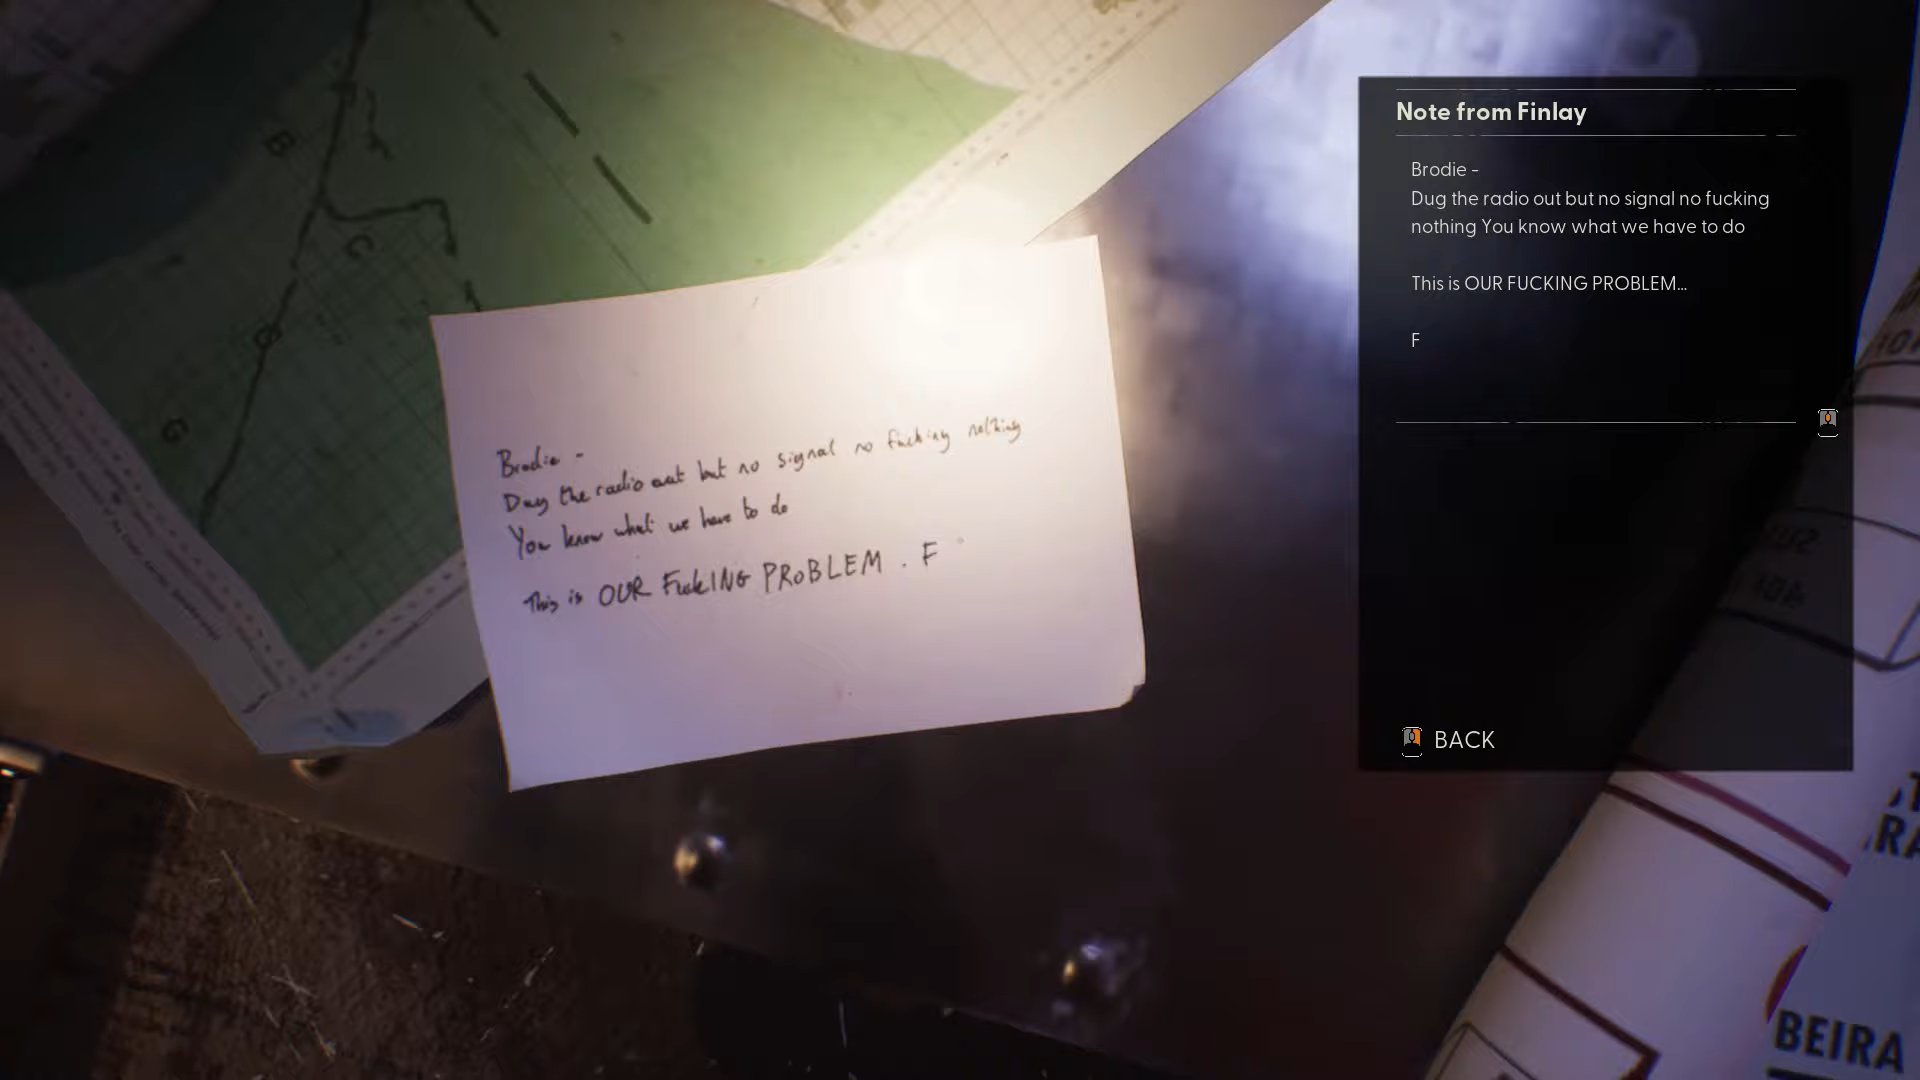 Brodie -
Dug the radio out but no signal no fucking nothing
You know what we have to do
This is OUR FuckING PRoBLEM . F
Note from Finlay
Brodie -
Dug the radio out but no signal no fucking
nothing You know what we have to do
This is OUR FUCKING PROBLEM...
F
BACK
B
C
G
G
10A
RA
BEIRA